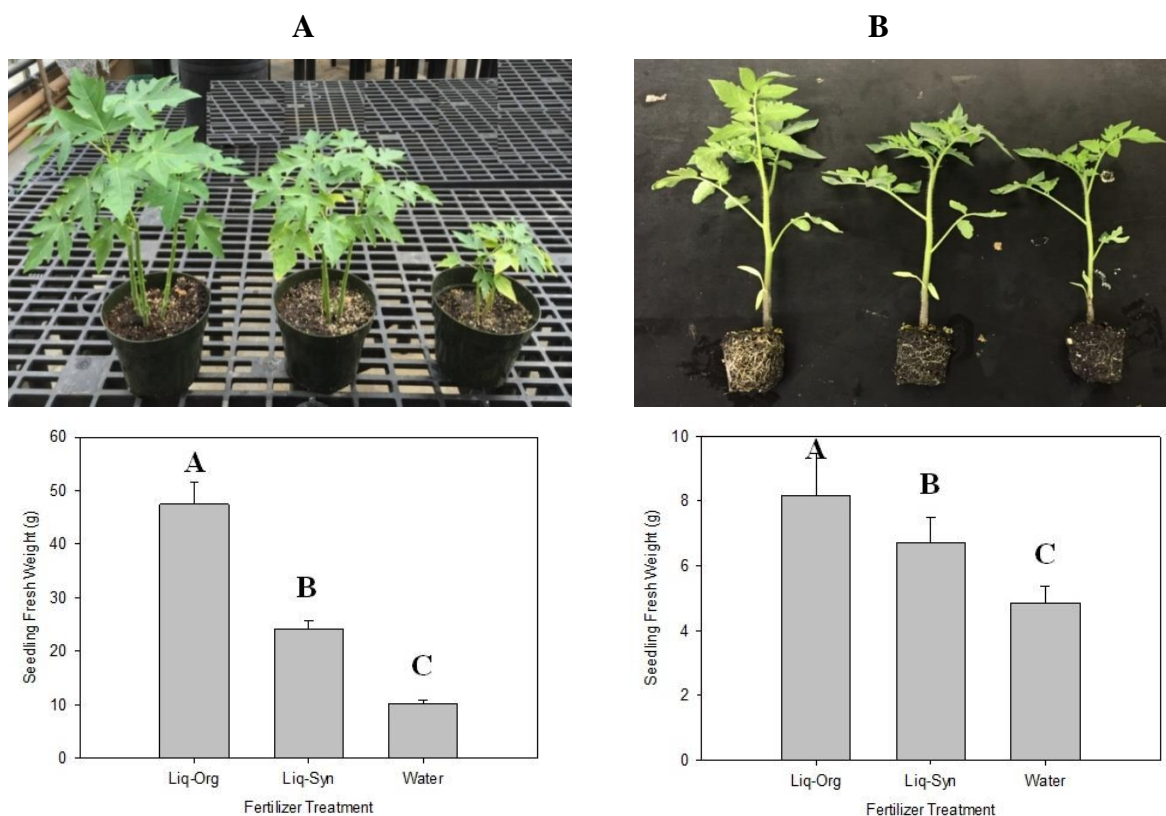 A
B
60
50
40
30
20
10
0
Seedling Fresh Weight (g)
A
B
C
Liq-Org
Liq-Syn
Water
Fertilizer Treatment
10
8
6
4
2
0
Seedling Fresh Weight (g)
A
B
C
Liq-Org
Liq-Syn
Water
Fertilizer Treatment